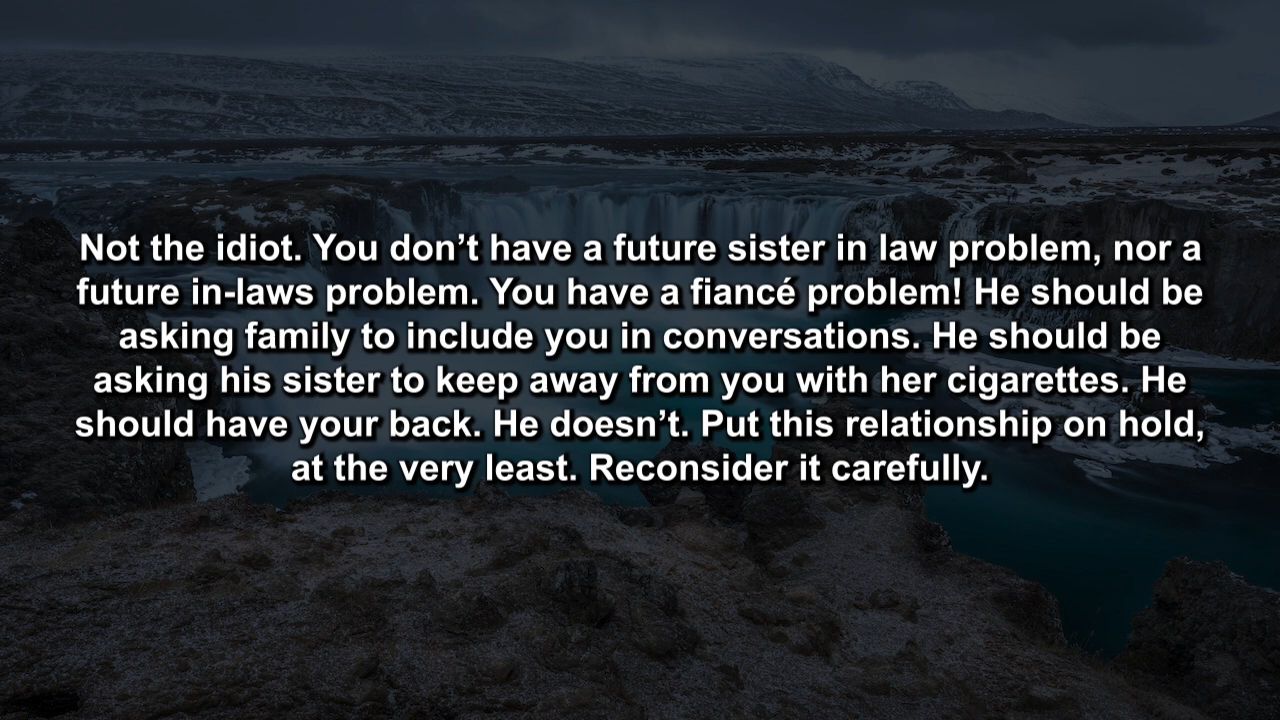 Not the idiot. You don’t have a future sister in law problem, nor a
future in-laws problem. You have a fiancé problem! He should be
asking family to include you in conversations. He should be
asking his sister to keep away from you with her cigarettes. He
should have your back. He doesn’t. Put this relationship on hold,
at the very least. Reconsider it carefully.